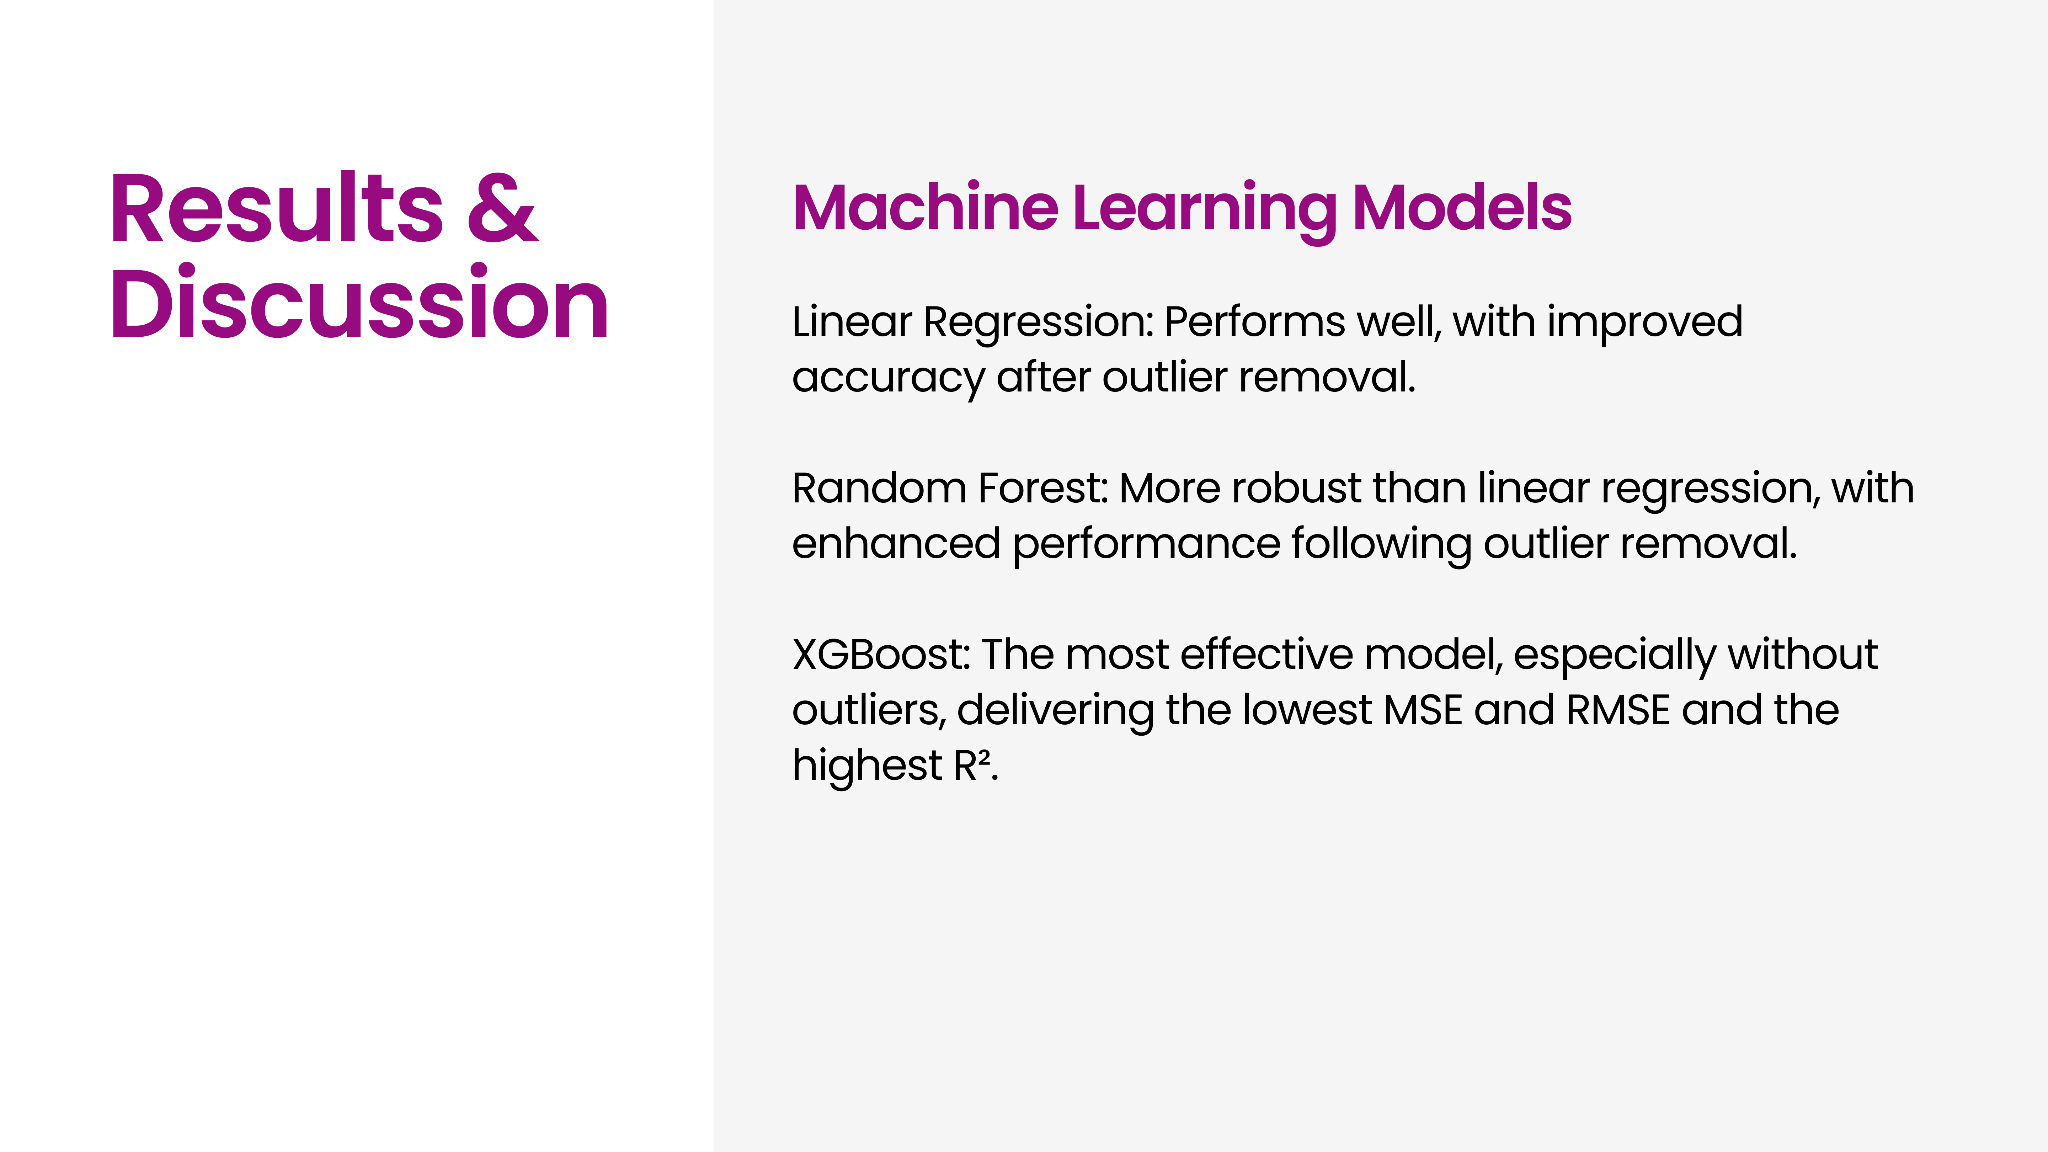 Results &
Discussion
Machine Learning Models
Linear Regression: Performs well, with improved
accuracy after outlier removal.
Random Forest: More robust than linear regression, with
enhanced performance following outlier removal.
XGBoost: The most effective model, especially without
outliers, delivering the lowest MSE and RMSE and the
highest R².